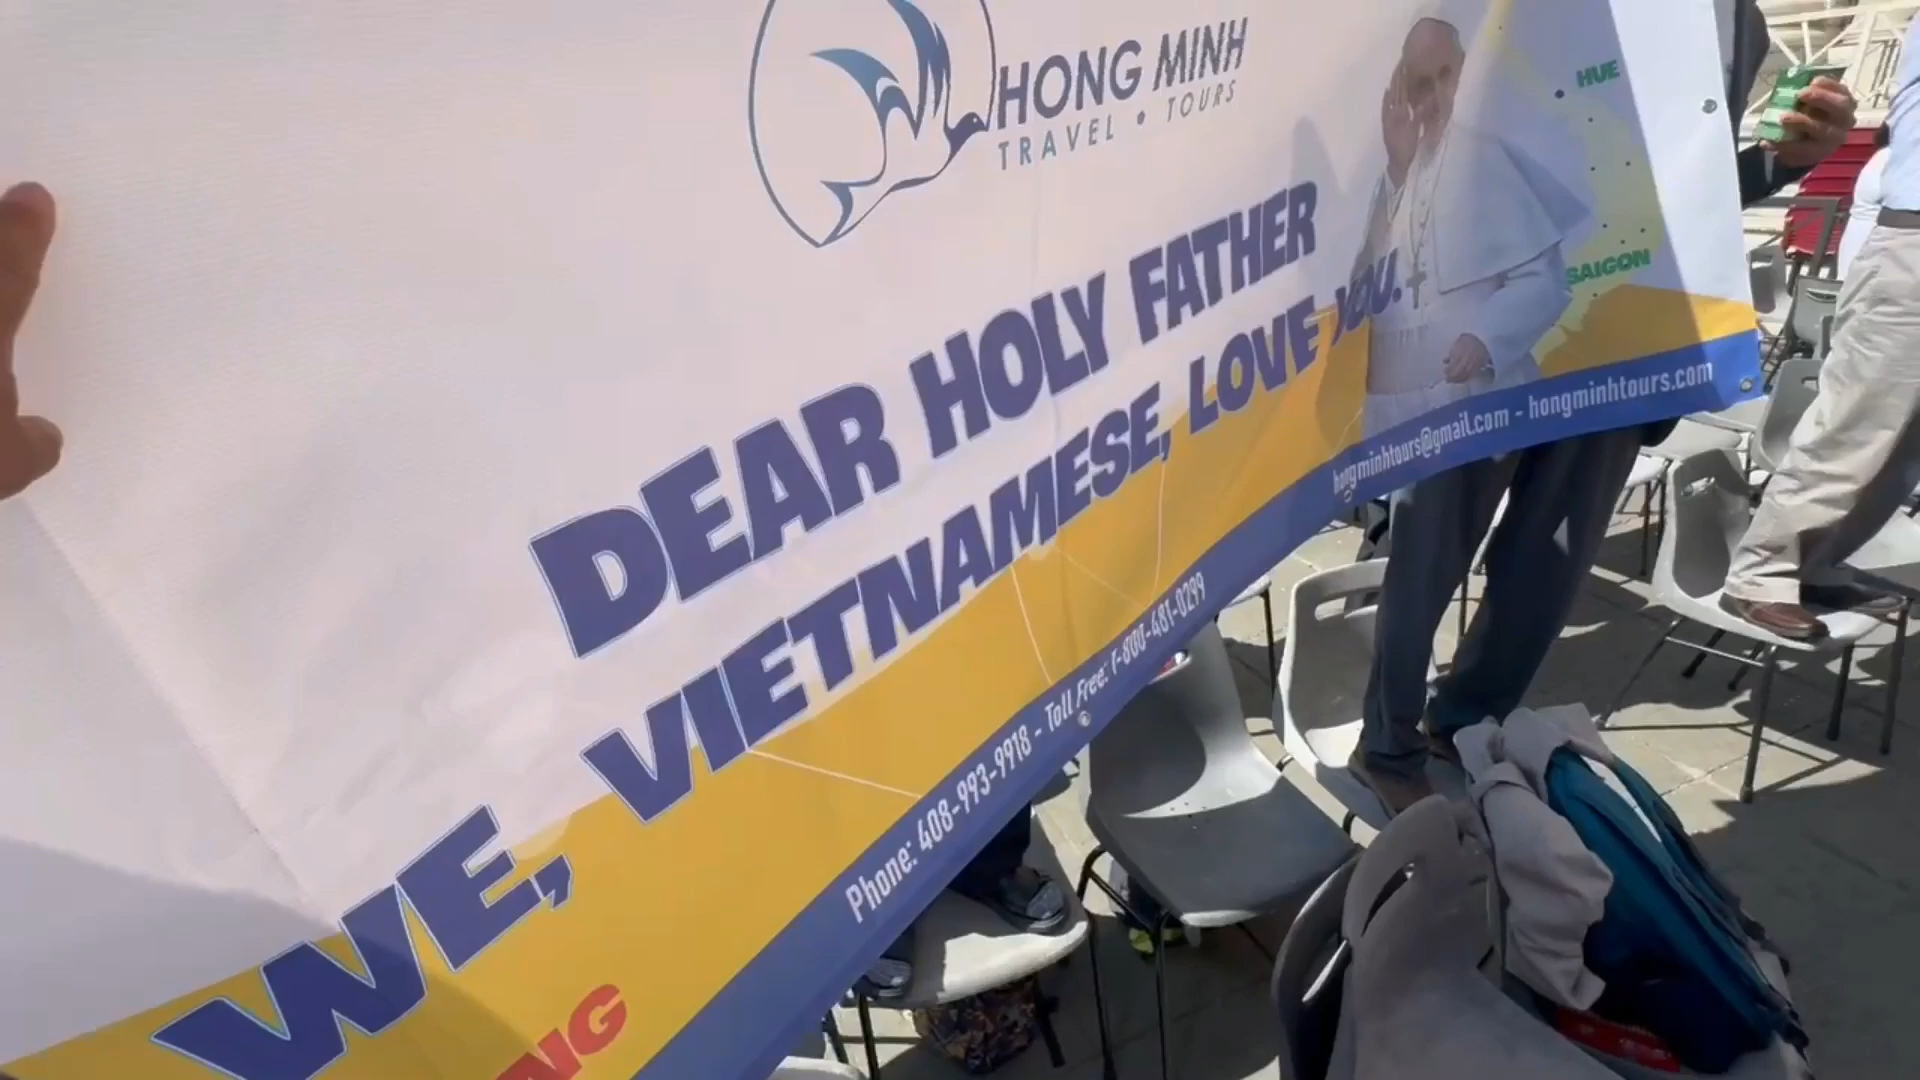 HONG MINH
TRAVEL • TOURS
HUE
SAIGON
DEAR HOLY FATHER
WE, VIETNAMESE, LOVE YOU.
Phone: 408-993-9918 - Toll Free: 1-800-481-0299
hongminhtours@gmail.com - hongminhtours.com